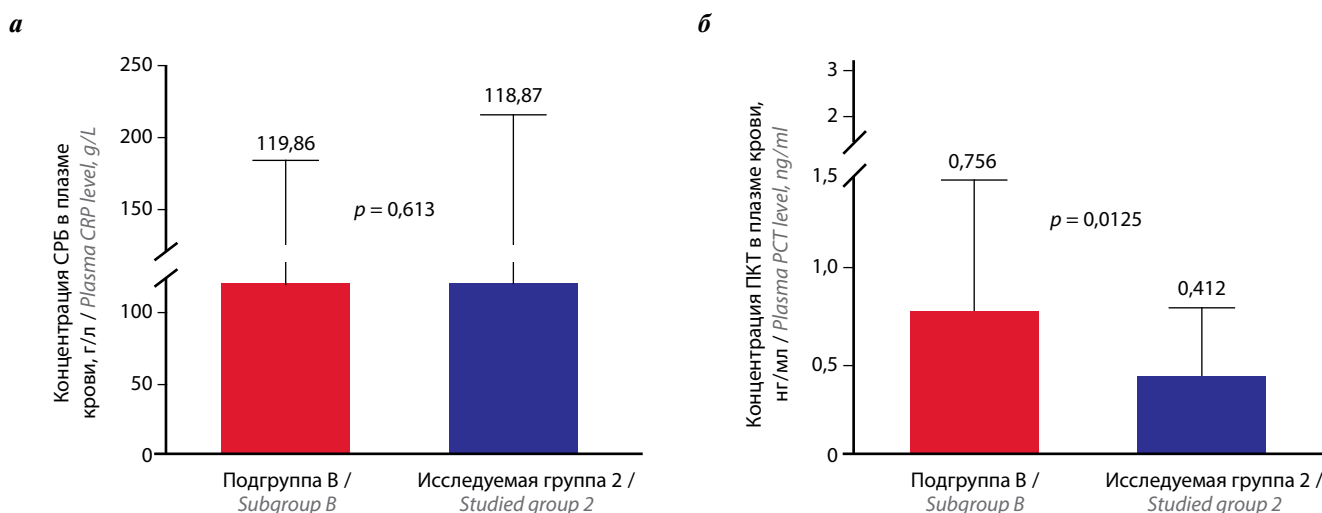 а
250
200
150
100
50
0
Концентрация СРБ в плазме
крови, г/л / Plasma CRP level, g/L
119,86
118,87
p = 0,613
Подгруппа В /
Subgroup B
Исследуемая группа 2 /
Studied group 2
б
3
2
1,5
1,0
0,5
0
Концентрация ПКТ в плазме крови,
нг/мл / Plasma PCT level, ng/ml
0,756
0,412
p = 0,0125
Подгруппа В /
Subgroup B
Исследуемая группа 2 /
Studied group 2